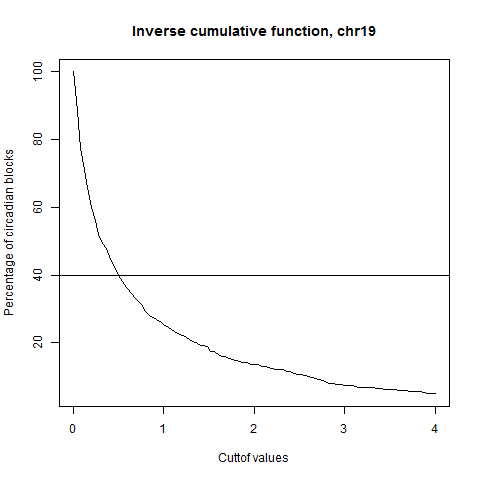 Inverse cumulative function, chr19
Percentage of circadian blocks
100
80
60
40
20
0 1 2 3 4
Cuttof values